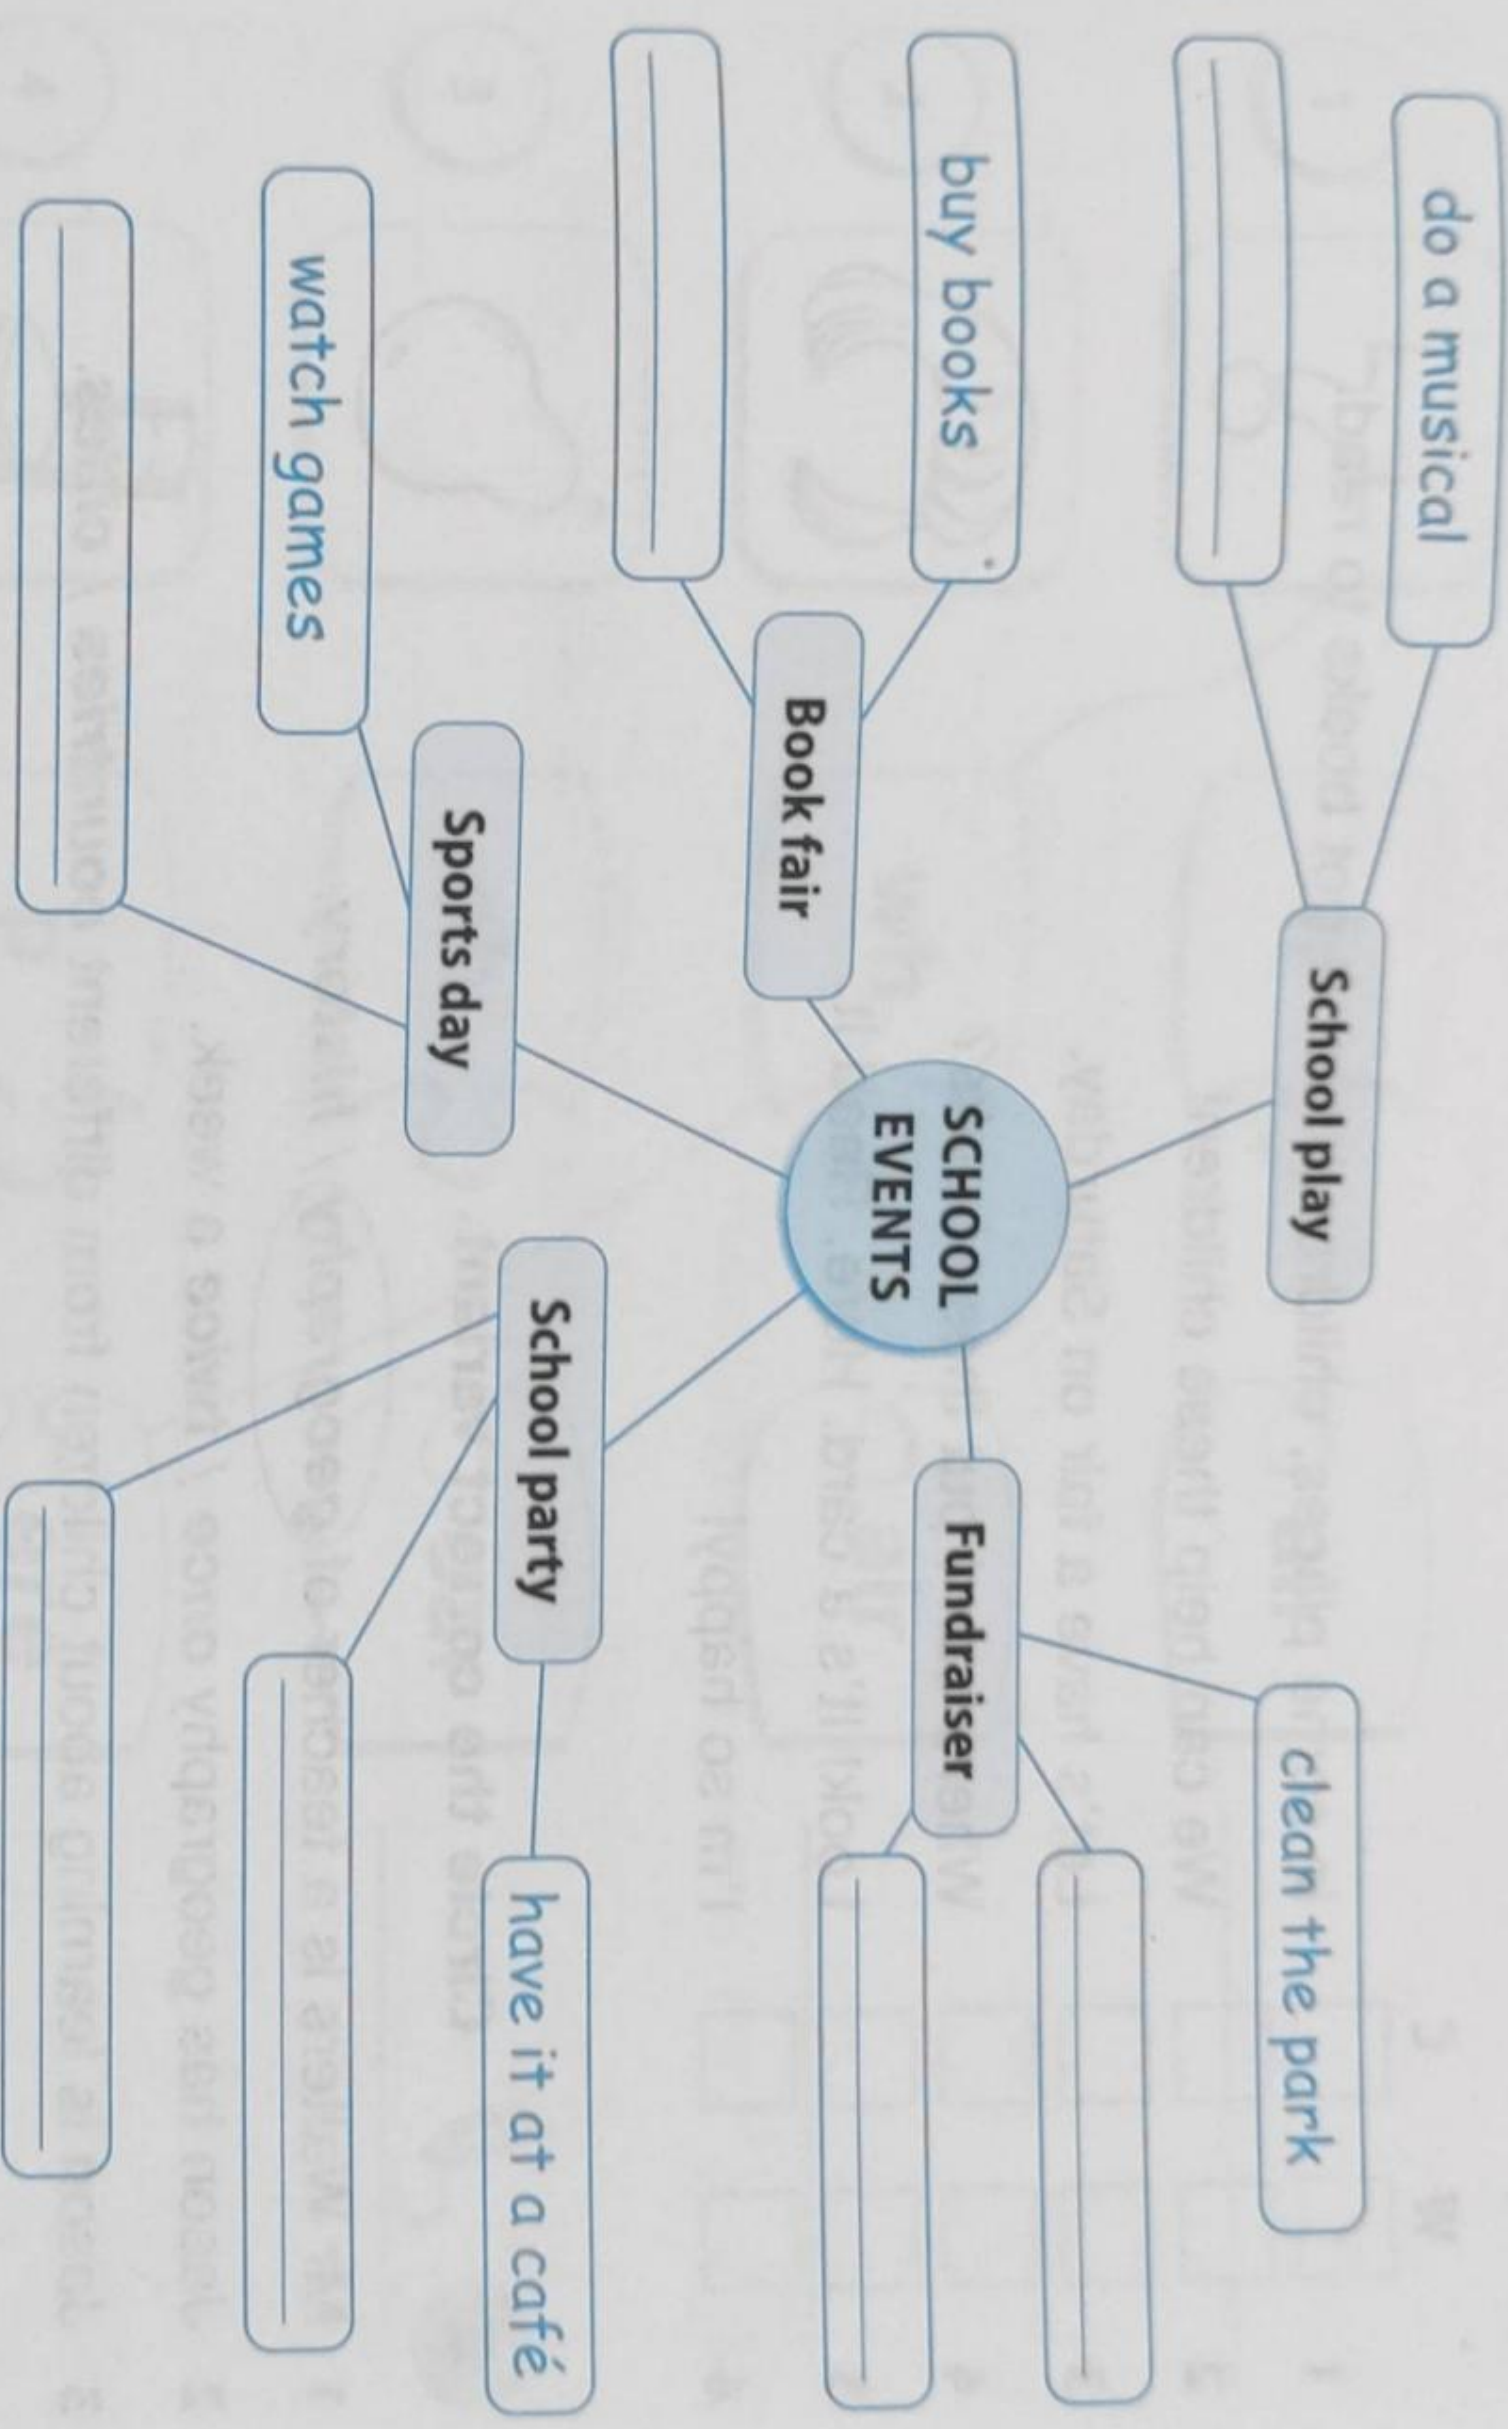 do a musical
School play
clean the park
buy books
Book fair
SCHOOL
EVENTS
Fundraiser
watch games
Sports day
School party
have it at a café